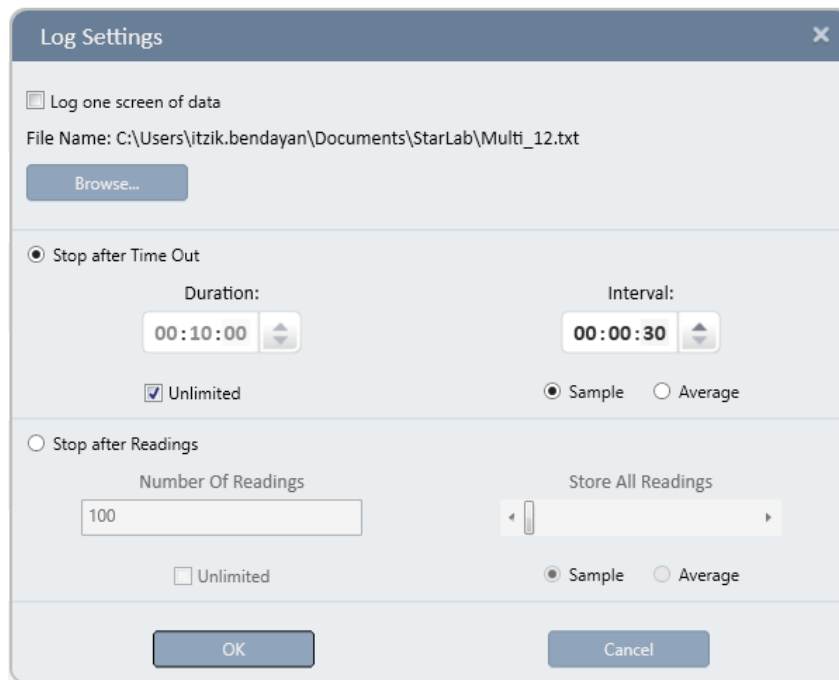 Log Settings
Log one screen of data
File Name: C:\Users\itzik.bendayan\Documents\StarLab\Multi_12.txt
Browse...
Stop after Time Out
Duration: Interval:
00:10:00 00:00:30
Unlimited Sample Average
Stop after Readings
Number Of Readings Store All Readings
100
Unlimited Sample Average
OK Cancel